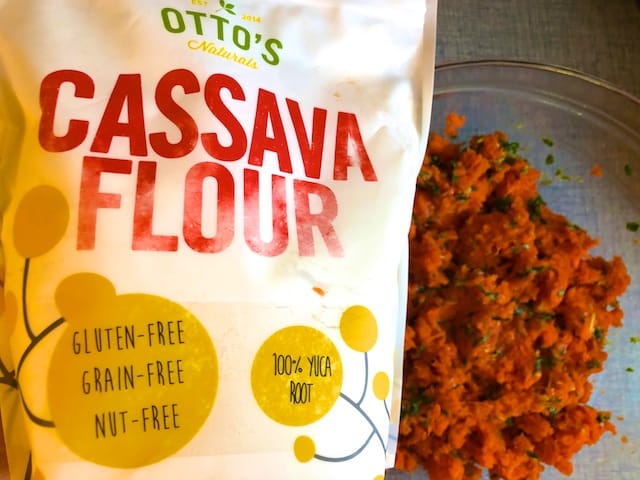 EST 2014
OTTO'S
Naturals
CASSAVA
FLOUR
GLUTEN-FREE
GRAIN-FREE
NUT-FREE
100% YUCA
ROOT